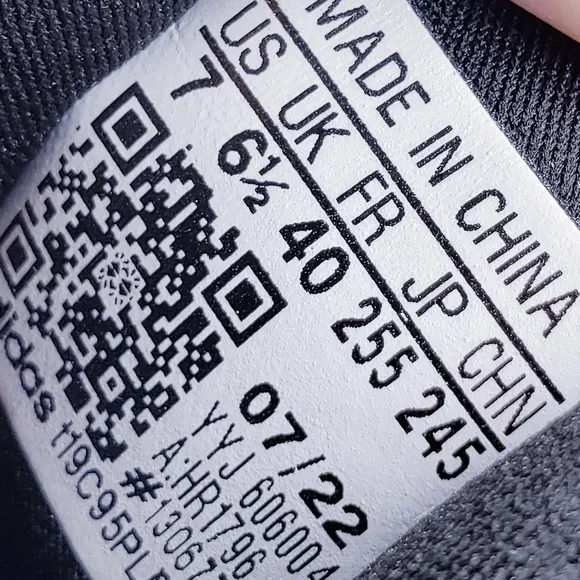 MADE IN CHINA
US UK FR JP CHN
7 6½ 40 255 245
07/22
YYJ 606004
A.HR1796
#13067
t19C95PL